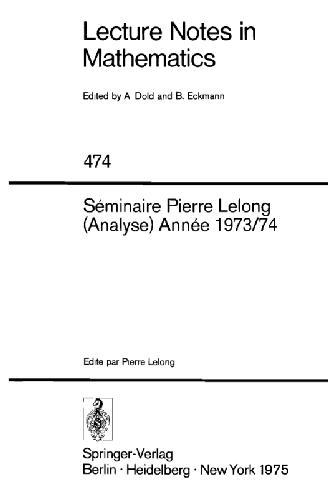 Lecture Notes in
Mathematics
Edited by A. Dold and B. Eckmann
474
Séminaire Pierre Lelong
(Analyse) Année 1973/74
Edite par Pierre Lelong
Springer-Verlag
Berlin · Heidelberg · New York 1975